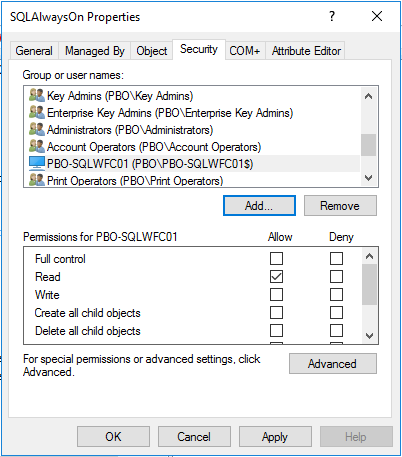 SQLAlwaysOn Properties
? X
General Managed By Object Security COM+ Attribute Editor
Group or user names:
Key Admins (PBO\Key Admins)
Enterprise Key Admins (PBO\Enterprise Key Admins)
Administrators (PBO\Administrators)
Account Operators (PBO\Account Operators)
PBO-SQLWFC01 (PBO\PBO-SQLWFC01$)
Print Operators (PBO\Print Operators)
Add... Remove
Permissions for PBO-SQLWFC01 Allow Deny
Full control
Read
Write
Create all child objects
Delete all child objects
For special permissions or advanced settings, click
Advanced.
Advanced
OK Cancel Apply Help